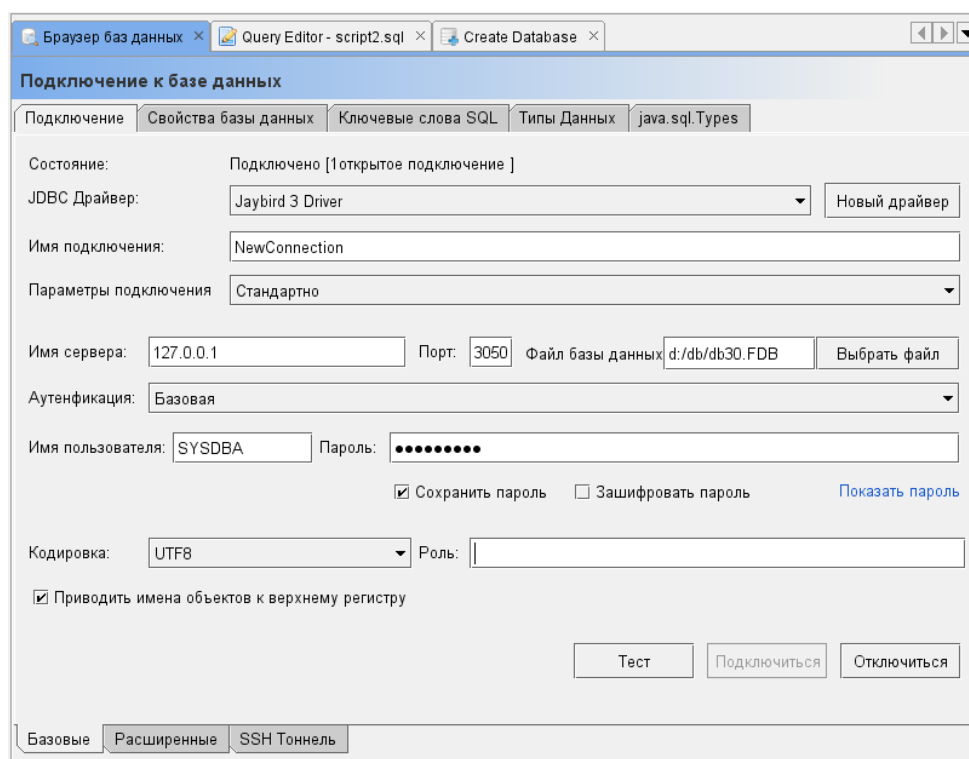 Браузер баз данных × Query Editor - script2.sql × Create Database ×
Подключение к базе данных
Подключение Свойства базы данных Ключевые слова SQL Типы Данных java.sql.Types
Состояние: Подключено [1открытое подключение ]
JDBC Драйвер: Jaybird 3 Driver Новый драйвер
Имя подключения: NewConnection
Параметры подключения Стандартно
Имя сервера: 127.0.0.1 Порт: 3050 Файл базы данных d:/db/db30.FDB Выбрать файл
Аутенфикация: Базовая
Имя пользователя: SYSDBA Пароль: •••••••••
Сохранить пароль Зашифровать пароль Показать пароль
Кодировка: UTF8 Роль:
Приводить имена объектов к верхнему регистру
Тест Подключиться Отключиться
Базовые Расширенные SSH Тоннель